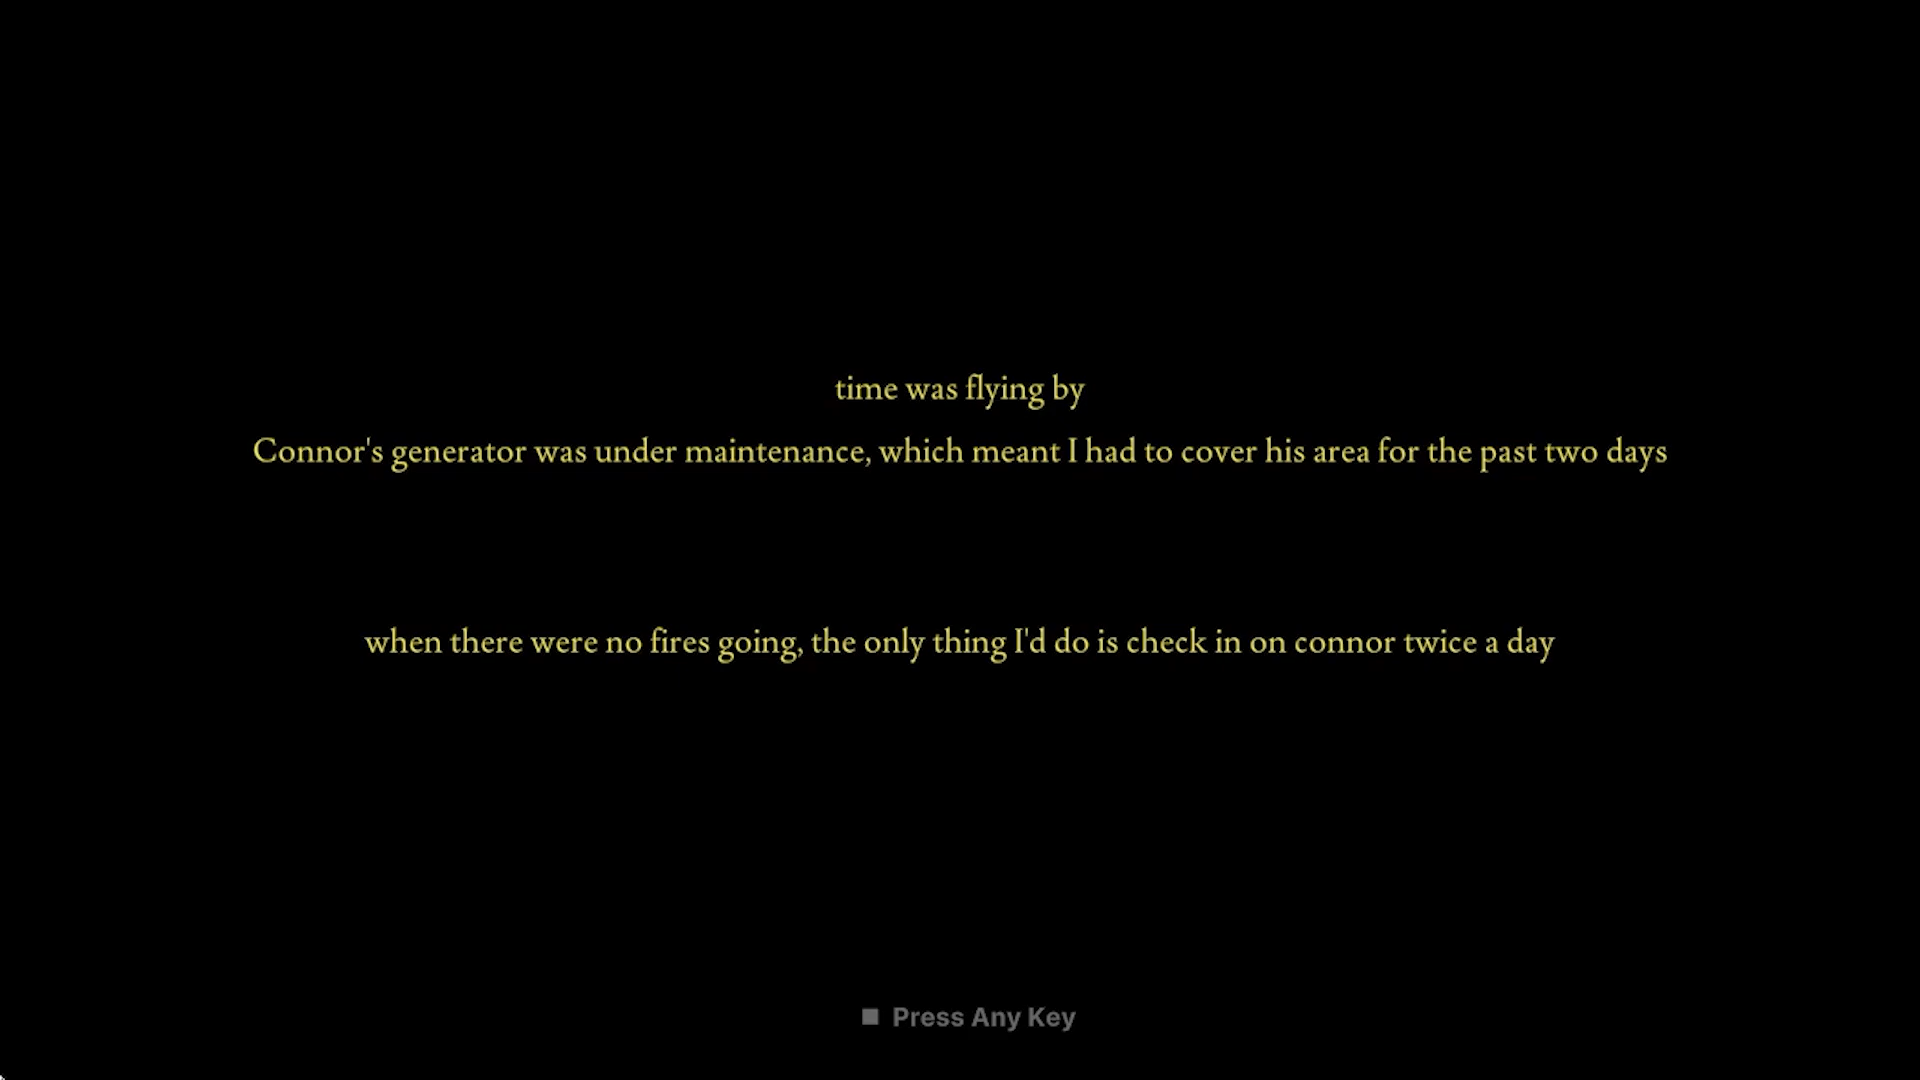 time was flying by
Connor's generator was under maintenance, which meant I had to cover his area for the past two days
when there were no fires going, the only thing I'd do is check in on connor twice a day
Press Any Key